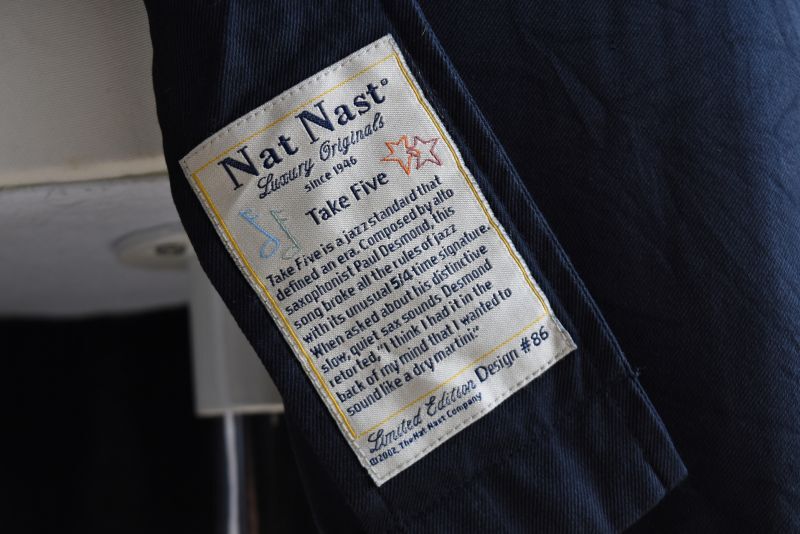 Nat Nast®
Luxury Originals
since 1946
Take Five
Take Five is a jazz standard that
defined an era. Composed by alto
saxophonist Paul Desmond, this
song broke all the rules of jazz
with its unusual 5/4 time signature.
When asked about his distinctive
slow, quiet sax sounds Desmond
retorted, "I think I had it in the
back of my mind that I wanted to
sound like a dry martini."
Limited Edition Design #86
©2002, The Nat Nast Company